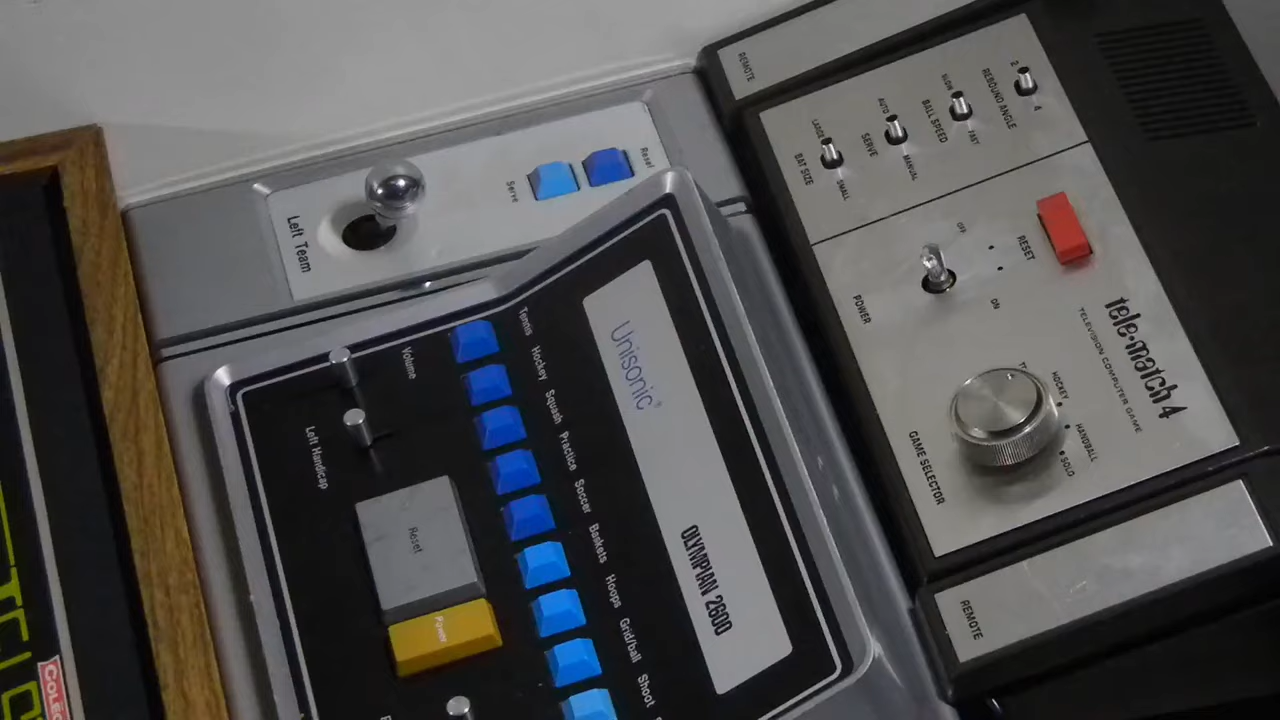 REMOTE
2
REBOUND ANGLE
4
SLOW
BALL SPEED
FAST
AUTO
SERVE
MANUAL
LARGE
BAT SIZE
SMALL
OFF
POWER
ON
RESET
tele-match 4
TELEVISION COMPUTER GAME
HOCKEY
HANDBALL
SOLO
GAME SELECTOR
REMOTE
Left Team
Serve
Reset
Unisonic®
OLYMPIAN 2600
Volume
Left Handicap
Tennis
Hockey
Squash
Practice
Soccer
Baskets
Hoops
Grid/ball
Shoot
Reset
Power